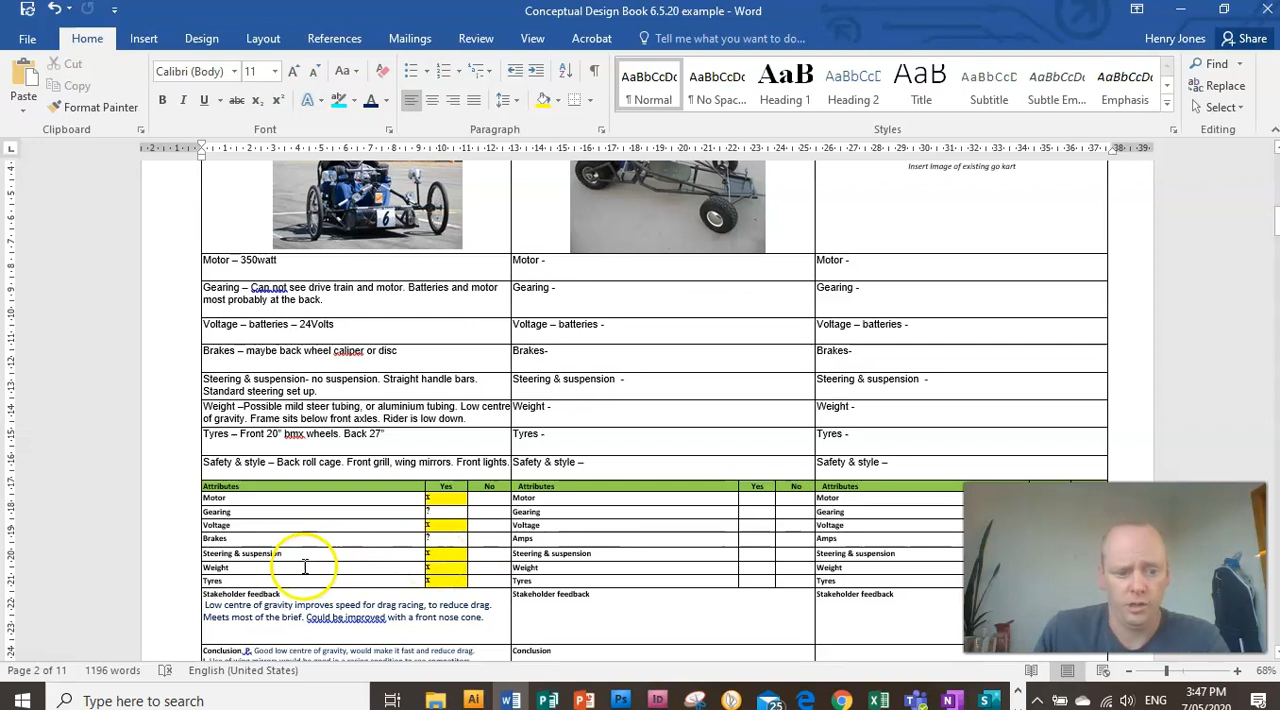 Conceptual Design Book 6.5.20 example - Word
File Home Insert Design Layout References Mailings Review View Acrobat Tell me what you want to do... Henry Jones Share
Paste Cut Copy Format Painter
Calibri (Body) 11
AaBbCcDc AaBbCcDc AaB AaBbCcD AaB AaBbCcD AaBbCcDc AaBbCcDc
¶ Normal ¶ No Spac... Heading 1 Heading 2 Title Subtitle Subtle Em... Emphasis
Find Replace Select
Clipboard Font Paragraph Styles Editing
Insert Image of existing go kart
6
Motor – 350watt
Motor -
Motor -
Gearing – Can not see drive train and motor. Batteries and motor
most probably at the back.
Gearing -
Gearing -
Voltage – batteries – 24Volts
Voltage – batteries -
Voltage – batteries -
Brakes – maybe back wheel caliper or disc
Brakes-
Brakes-
Steering & suspension- no suspension. Straight handle bars.
Standard steering set up.
Steering & suspension -
Steering & suspension -
Weight –Possible mild steer tubing, or aluminium tubing. Low centre
of gravity. Frame sits below front axles. Rider is low down.
Weight -
Weight -
Tyres – Front 20" bmx wheels. Back 27"
Tyres -
Tyres -
Safety & style – Back roll cage. Front grill, wing mirrors. Front lights.
Safety & style –
Safety & style –
Attributes Yes No Attributes Yes No Attributes
Motor x Motor Motor
Gearing ? Gearing Gearing
Voltage x Voltage Voltage
Brakes ? Amps Amps
Steering & suspension x Steering & suspension Steering & suspension
Weight x Weight Weight
Tyres x Tyres Tyres
Stakeholder feedback
Low centre of gravity improves speed for drag racing, to reduce drag.
Meets most of the brief. Could be improved with a front nose cone.
Stakeholder feedback
Stakeholder feedback
Conclusion P. Good low centre of gravity, would make it fast and reduce drag.
Conclusion
Page 2 of 11 1196 words English (United States) 68%
Type here to search
25
3:47 PM
7/05/2020